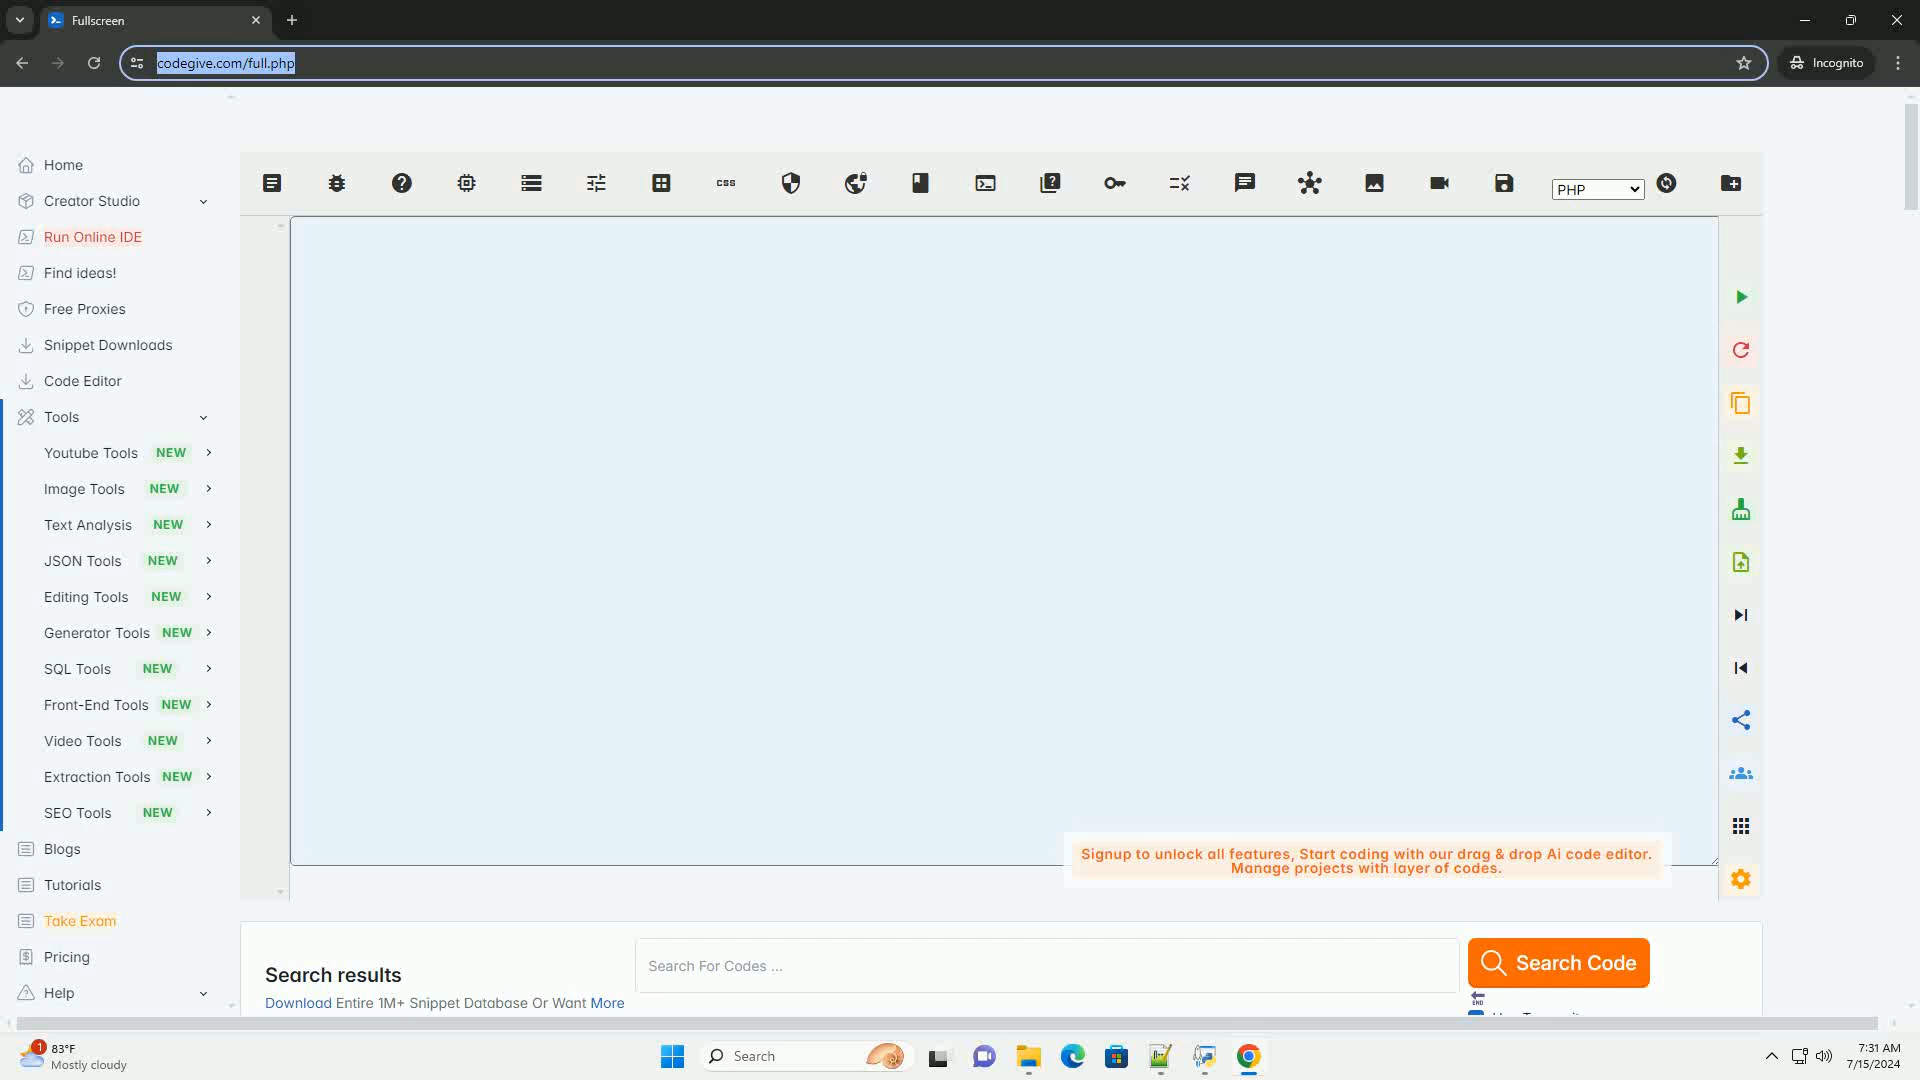 Fullscreen
codegive.com/full.php
Incognito
Home
Creator Studio
Run Online IDE
Find ideas!
Free Proxies
Snippet Downloads
Code Editor
Tools
Youtube Tools NEW
Image Tools NEW
Text Analysis NEW
JSON Tools NEW
Editing Tools NEW
Generator Tools NEW
SQL Tools NEW
Front-End Tools NEW
Video Tools NEW
Extraction Tools NEW
SEO Tools NEW
Blogs
Tutorials
Take Exam
Pricing
Help
CSS
PHP
Signup to unlock all features, Start coding with our drag & drop Ai code editor.
Manage projects with layer of codes.
Search results
Download Entire 1M+ Snippet Database Or Want More
Search For Codes ...
Search Code
END
1
83°F
Mostly cloudy
Search
7:31 AM
7/15/2024